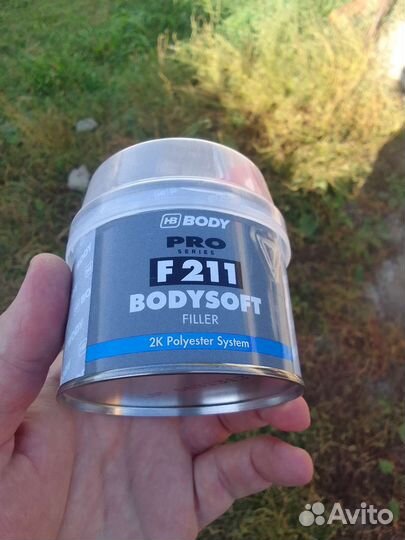 HB BODY
PRO
SERIES
F 211
BODYSOFT
FILLER
2K Polyester System
Avito